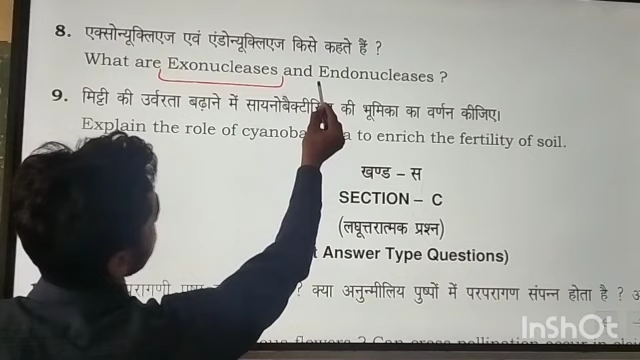 8. एक्सोन्यूक्लिएज एवं एंडोन्यूक्लिएज किसे कहते हैं ?
What are Exonucleases and Endonucleases ?
9. मिट्टी की उर्वरता बढ़ाने में की भूमिका का वर्णन कीजिए।
Explain the role of to enrich the fertility of soil.
खण्ड – स
SECTION – C
(लघूत्तरात्मक प्रश्न)
Answer Type Questions)
? क्या अनुन्मीलिय पुष्पों में परपरागण संपन्न होता है ?
InShOt